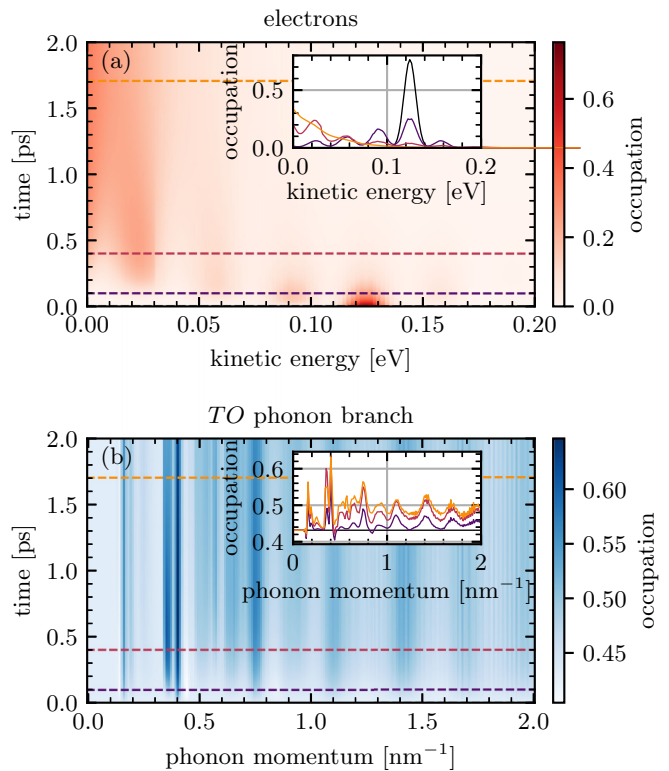 electrons
(a)
2.0
1.5
1.0
0.5
0.0
time [ps]
0.00 0.05 0.10 0.15 0.20
kinetic energy [eV]
occupation
0.5
0.0
0.0 0.1 0.2
kinetic energy [eV]
0.6
0.4
0.2
0.0
occupation
TO phonon branch
(b)
2.0
1.5
1.0
0.5
0.0
time [ps]
0.0 0.5 1.0 1.5 2.0
phonon momentum [nm⁻¹]
occupation
0.6
0.5
0.4
0 1 2
phonon momentum [nm⁻¹]
0.60
0.55
0.50
0.45
occupation